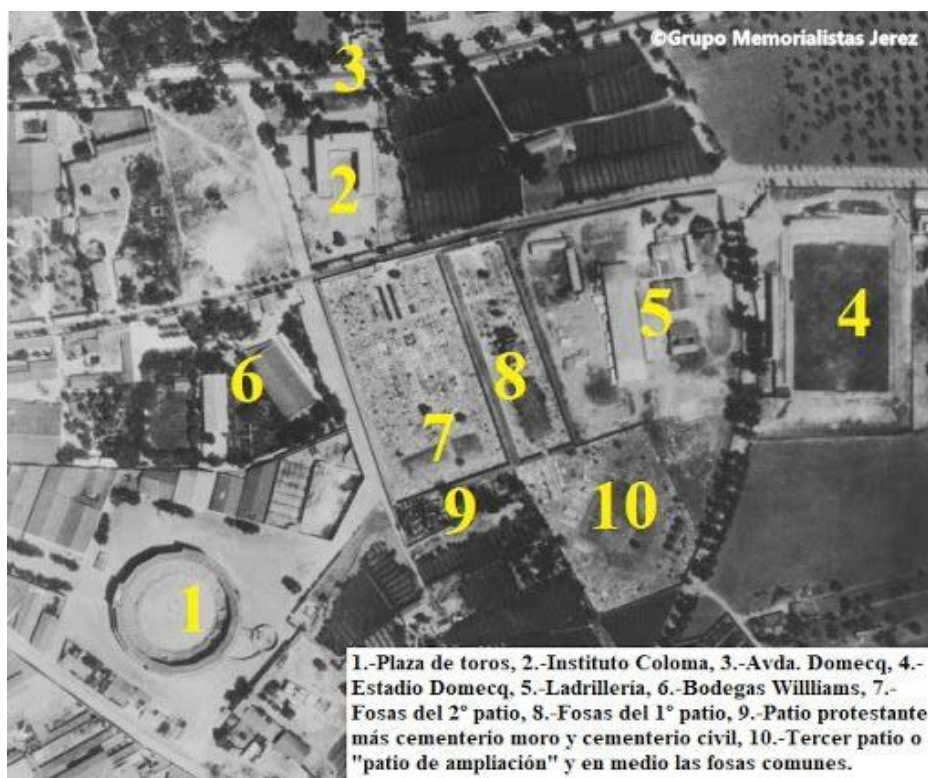 ©Grupo Memorialistas Jerez
3
2
5
4
6
8
7
9
10
1
1.-Plaza de toros, 2.-Instituto Coloma, 3.-Avda. Domecq, 4.-
Estadio Domecq, 5.-Ladrillería, 6.-Bodegas Willliams, 7.-
Fosas del 2º patio, 8.-Fosas del 1º patio, 9.-Patio protestante
más cementerio moro y cementerio civil, 10.-Tercer patio o
"patio de ampliación" y en medio las fosas comunes.